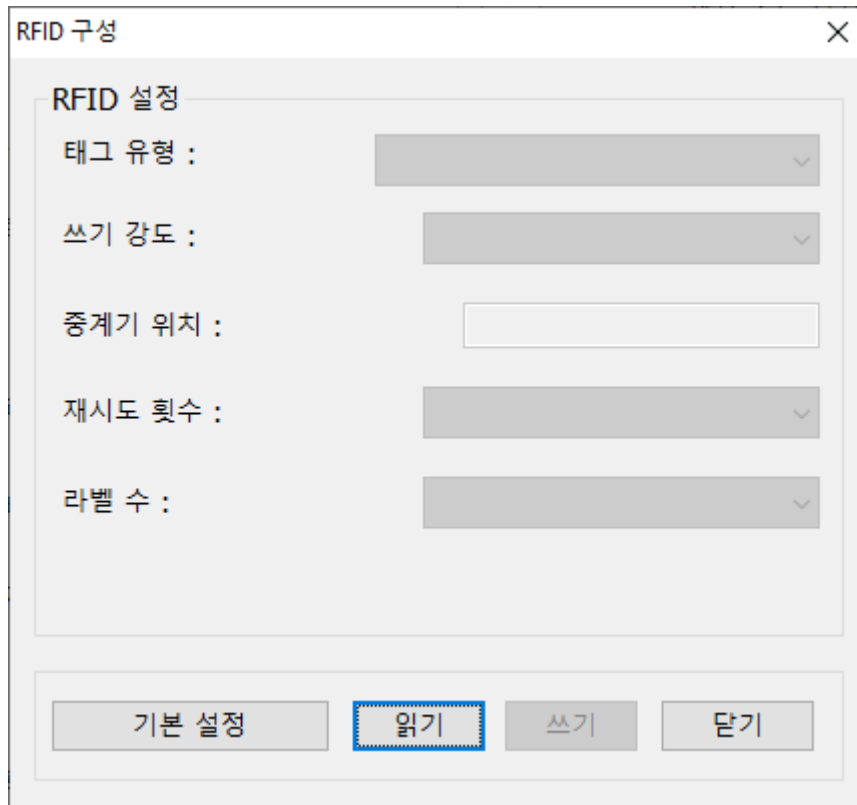 RFID 구성
RFID 설정
태그 유형 :
쓰기 강도 :
중계기 위치 :
재시도 횟수 :
라벨 수 :
기본 설정 읽기 쓰기 닫기